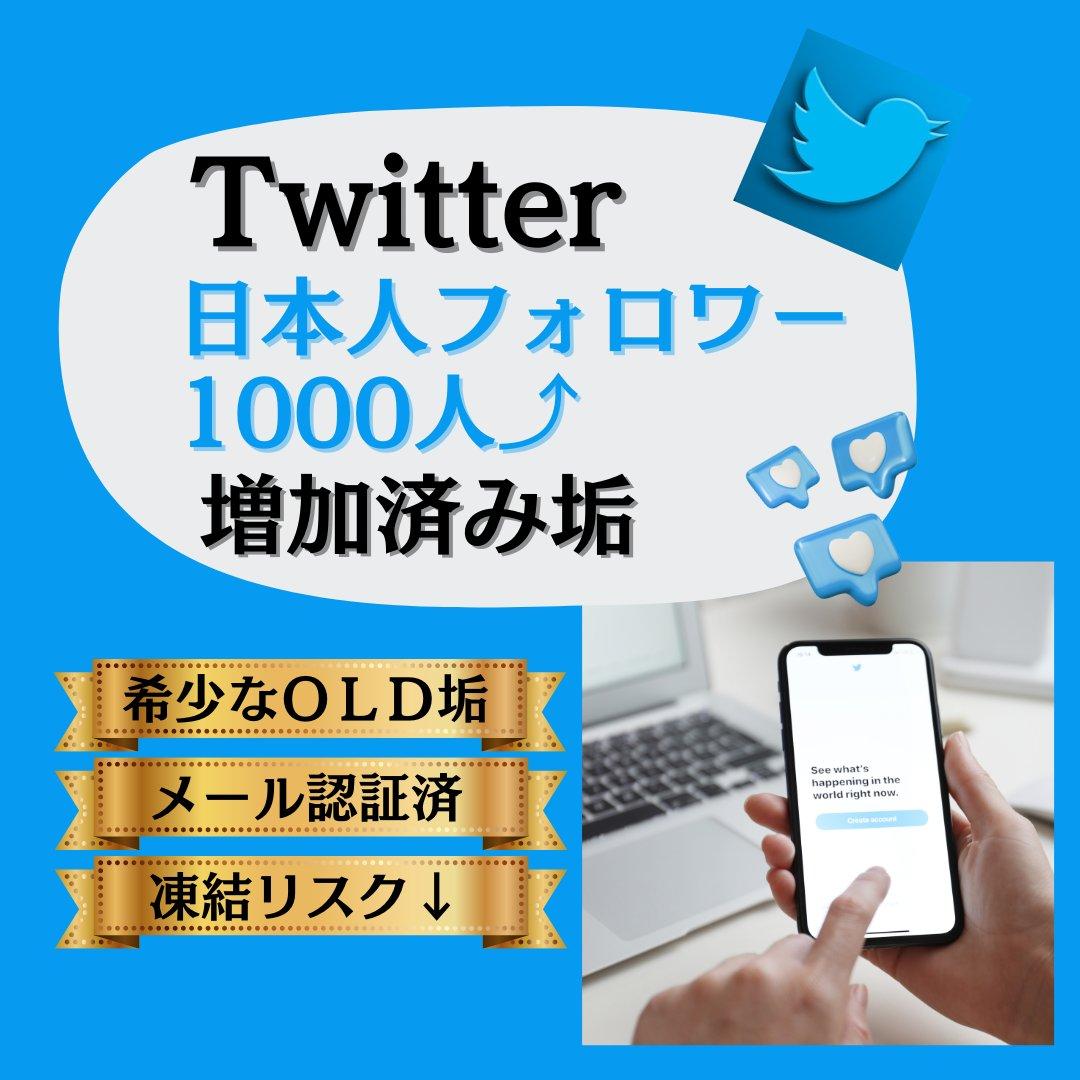 Twitter
日本人フォロワー
1000人⤴
増加済み垢
希少なＯＬＤ垢
メール認証済
凍結リスク↓
See what's
happening in the
world right now.
Create account